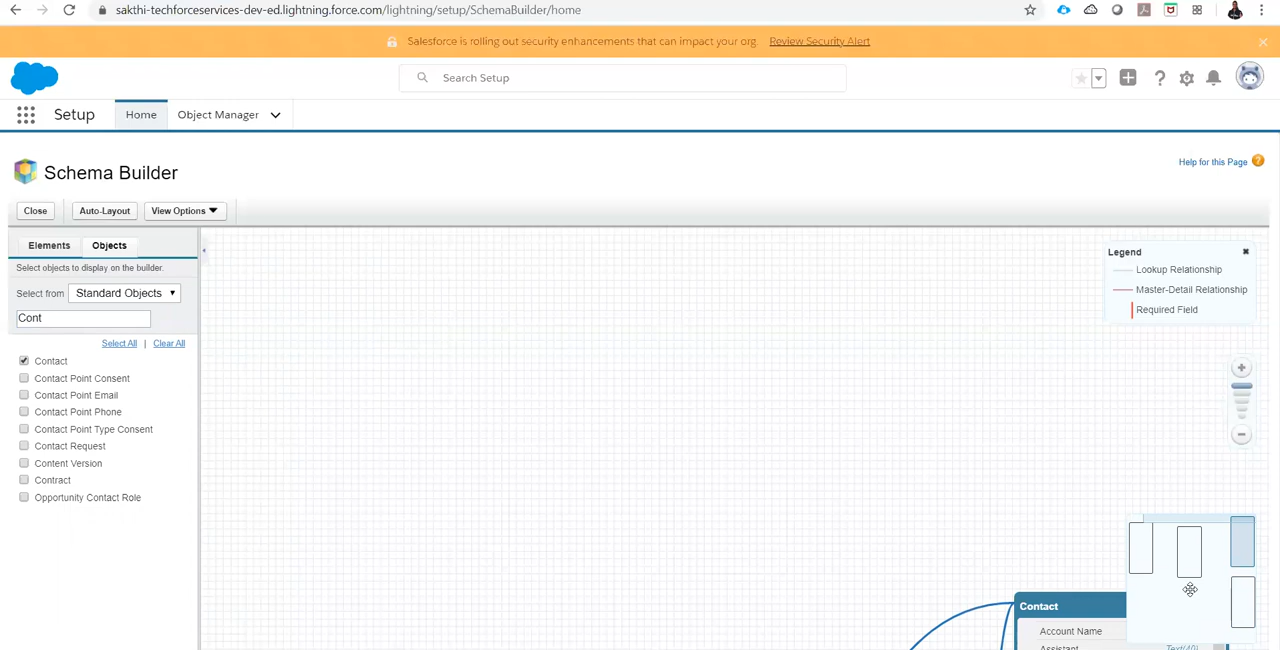 sakthi-techforceservices-dev-ed.lightning.force.com/lightning/setup/SchemaBuilder/home
Salesforce is rolling out security enhancements that can impact your org. Review Security Alert
Search Setup
Setup Home Object Manager
Schema Builder
Help for this Page
Close Auto-Layout View Options
Elements Objects
Select objects to display on the builder.
Select from Standard Objects
Cont
Select All | Clear All
Contact
Contact Point Consent
Contact Point Email
Contact Point Phone
Contact Point Type Consent
Contact Request
Content Version
Contract
Opportunity Contact Role
Legend
Lookup Relationship
Master-Detail Relationship
Required Field
Contact
Account Name
Assistant Text(40)